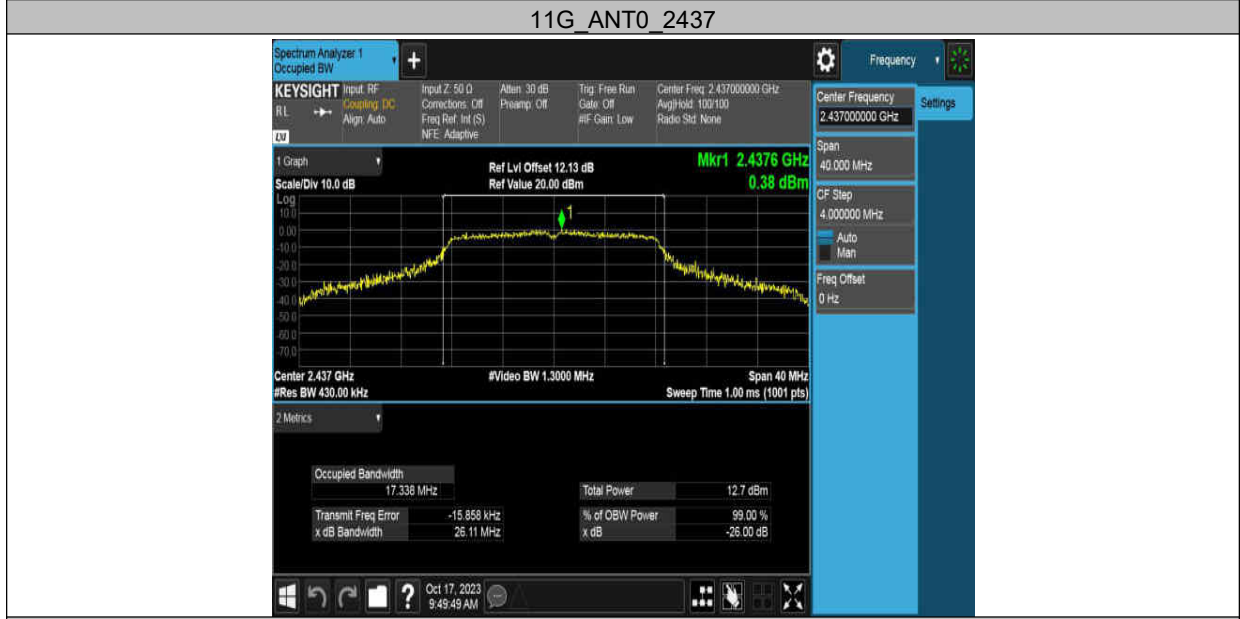 11G_ANT0_2437
Spectrum Analyzer 1
Occupied BW
+
Frequency
KEYSIGHT
Input: RF
Coupling: DC
Align: Auto
RL
LXI
Input Z: 50 Ω
Corrections: Off
Freq Ref: Int (S)
NFE: Adaptive
Atten: 30 dB
Preamp: Off
Trig: Free Run
Gate: Off
#IF Gain: Low
Center Freq: 2.437000000 GHz
Avg|Hold: 100/100
Radio Std: None
Center Frequency
2.437000000 GHz
Settings
Span
40.000 MHz
CF Step
4.000000 MHz
Auto
Man
Freq Offset
0 Hz
1 Graph
Scale/Div 10.0 dB
Ref Lvl Offset 12.13 dB
Ref Value 20.00 dBm
Mkr1 2.4376 GHz
0.38 dBm
Log
10.0
0.00
-10.0
-20.0
-30.0
-40.0
-50.0
-60.0
-70.0
1
Center 2.437 GHz
#Video BW 1.3000 MHz
Span 40 MHz
#Res BW 430.00 kHz
Sweep Time 1.00 ms (1001 pts)
2 Metrics
Occupied Bandwidth
17.338 MHz
Total Power 12.7 dBm
Transmit Freq Error -15.858 kHz
% of OBW Power 99.00 %
x dB Bandwidth 26.11 MHz
x dB -26.00 dB
?
Oct 17, 2023
9:49:49 AM